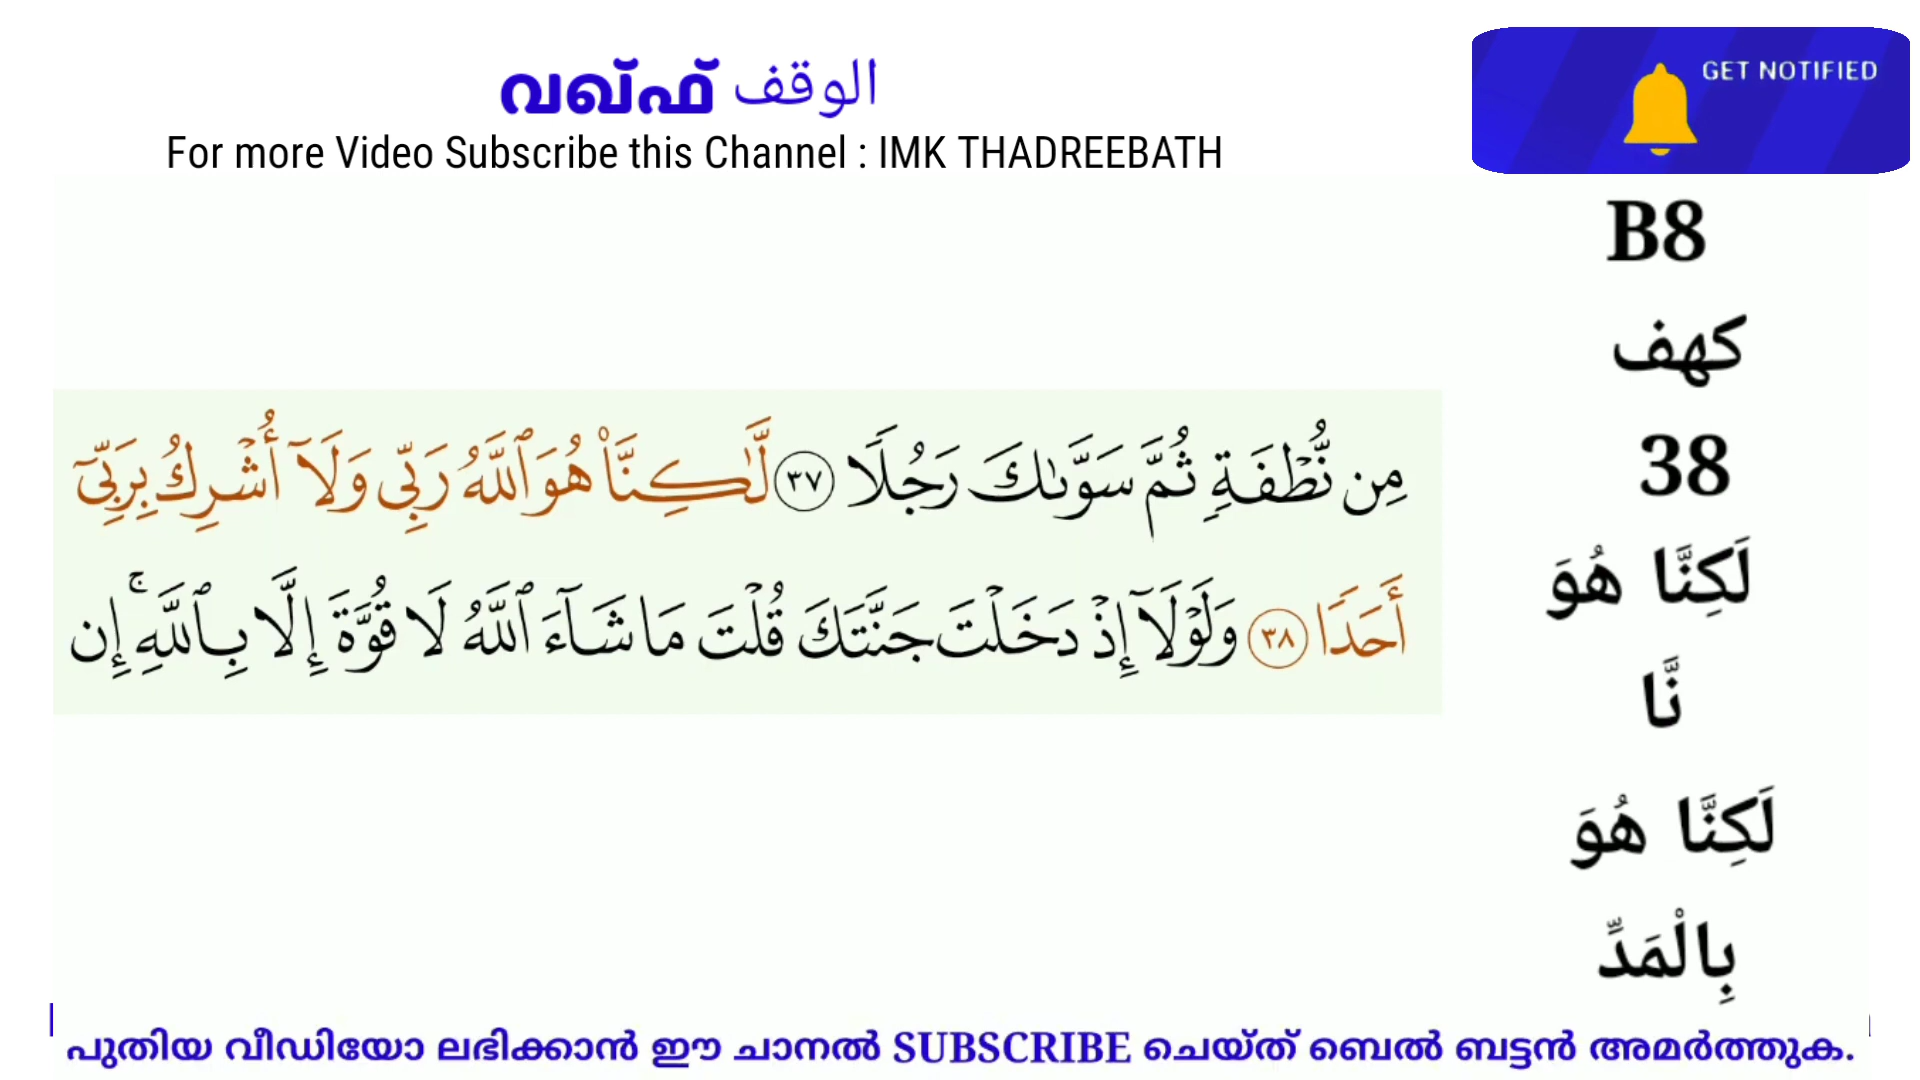 വഖ്ഫ് الوقف
For more Video Subscribe this Channel : IMK THADREEBATH
GET NOTIFIED
B8
كهف
38
لَكِنَّا هُوَ
نَّا
لَكِنَّا هُوَ
بِالْمَدِّ
مِن نُّطْفَةٍ ثُمَّ سَوَّىٰكَ رَجُلًا ٣٧ لَّٰكِنَّا۠ هُوَ ٱللَّهُ رَبِّى وَلَآ أُشْرِكُ بِرَبِّىٓ
أَحَدًا ٣٨ وَلَوْلَآ إِذْ دَخَلْتَ جَنَّتَكَ قُلْتَ مَا شَآءَ ٱللَّهُ لَا قُوَّةَ إِلَّا بِٱللَّهِ ۚ إِن
പുതിയ വീഡിയോ ലഭിക്കാൻ ഈ ചാനൽ SUBSCRIBE ചെയ്ത് ബെൽ ബട്ടൻ അമർത്തുക.